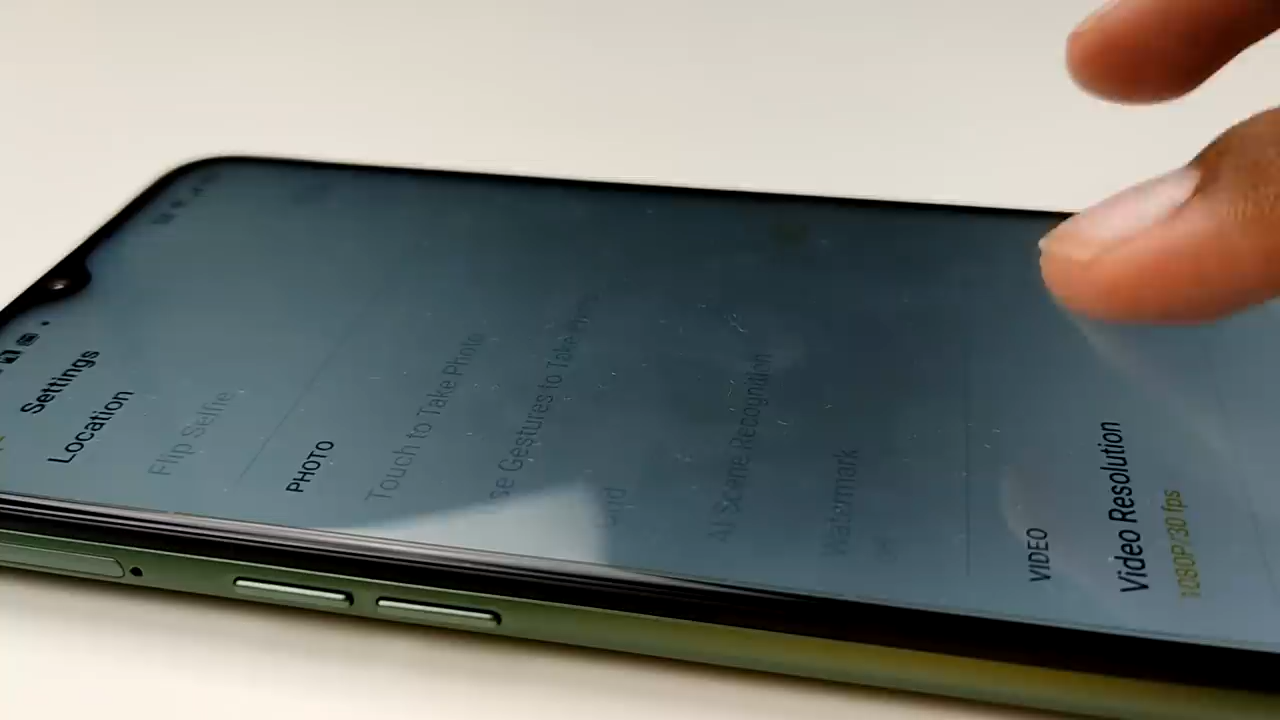 Settings
Location
Flip Selfie
PHOTO
Touch to Take Photo
Gestures to Take
AI Scene Recognition
Watermark
VIDEO
Video Resolution
1080P/30 fps